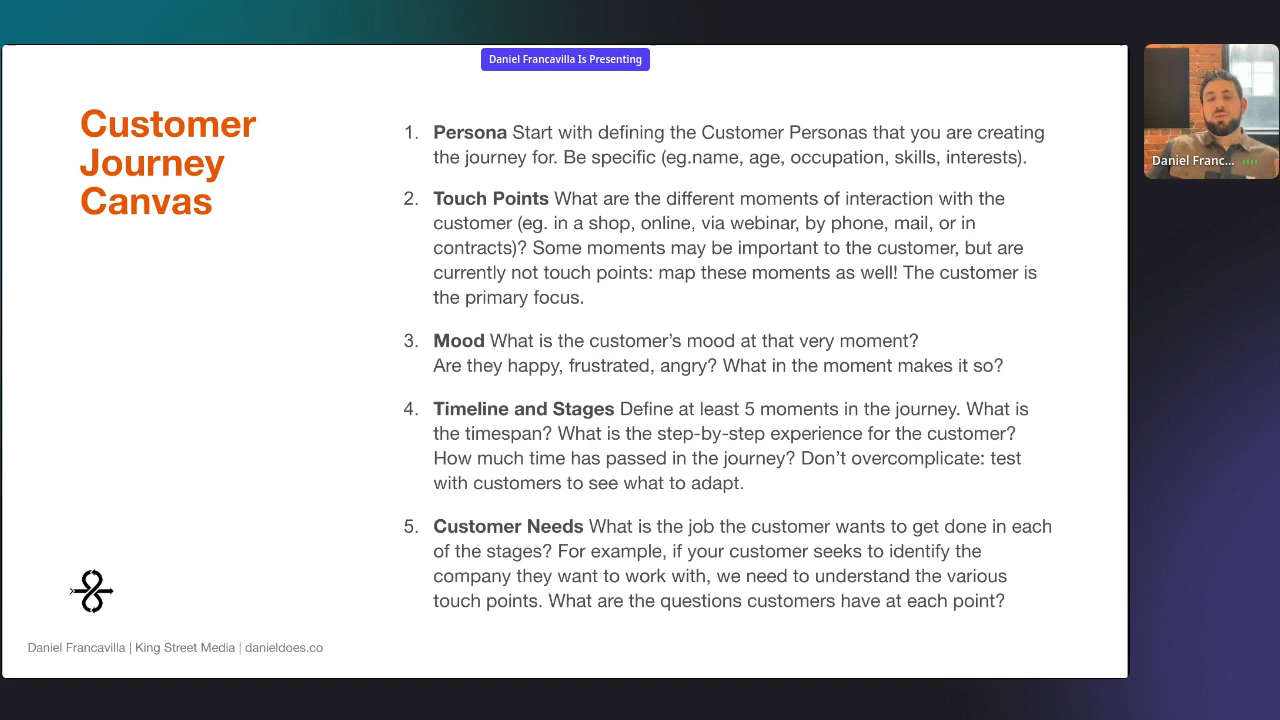 Daniel Francavilla Is Presenting
Customer
Journey
Canvas
1. Persona Start with defining the Customer Personas that you are creating
the journey for. Be specific (eg.name, age, occupation, skills, interests).
2. Touch Points What are the different moments of interaction with the
customer (eg. in a shop, online, via webinar, by phone, mail, or in
contracts)? Some moments may be important to the customer, but are
currently not touch points: map these moments as well! The customer is
the primary focus.
3. Mood What is the customer’s mood at that very moment?
Are they happy, frustrated, angry? What in the moment makes it so?
4. Timeline and Stages Define at least 5 moments in the journey. What is
the timespan? What is the step-by-step experience for the customer?
How much time has passed in the journey? Don’t overcomplicate: test
with customers to see what to adapt.
5. Customer Needs What is the job the customer wants to get done in each
of the stages? For example, if your customer seeks to identify the
company they want to work with, we need to understand the various
touch points. What are the questions customers have at each point?
Daniel Francavilla | King Street Media | danieldoes.co
Daniel Franc...